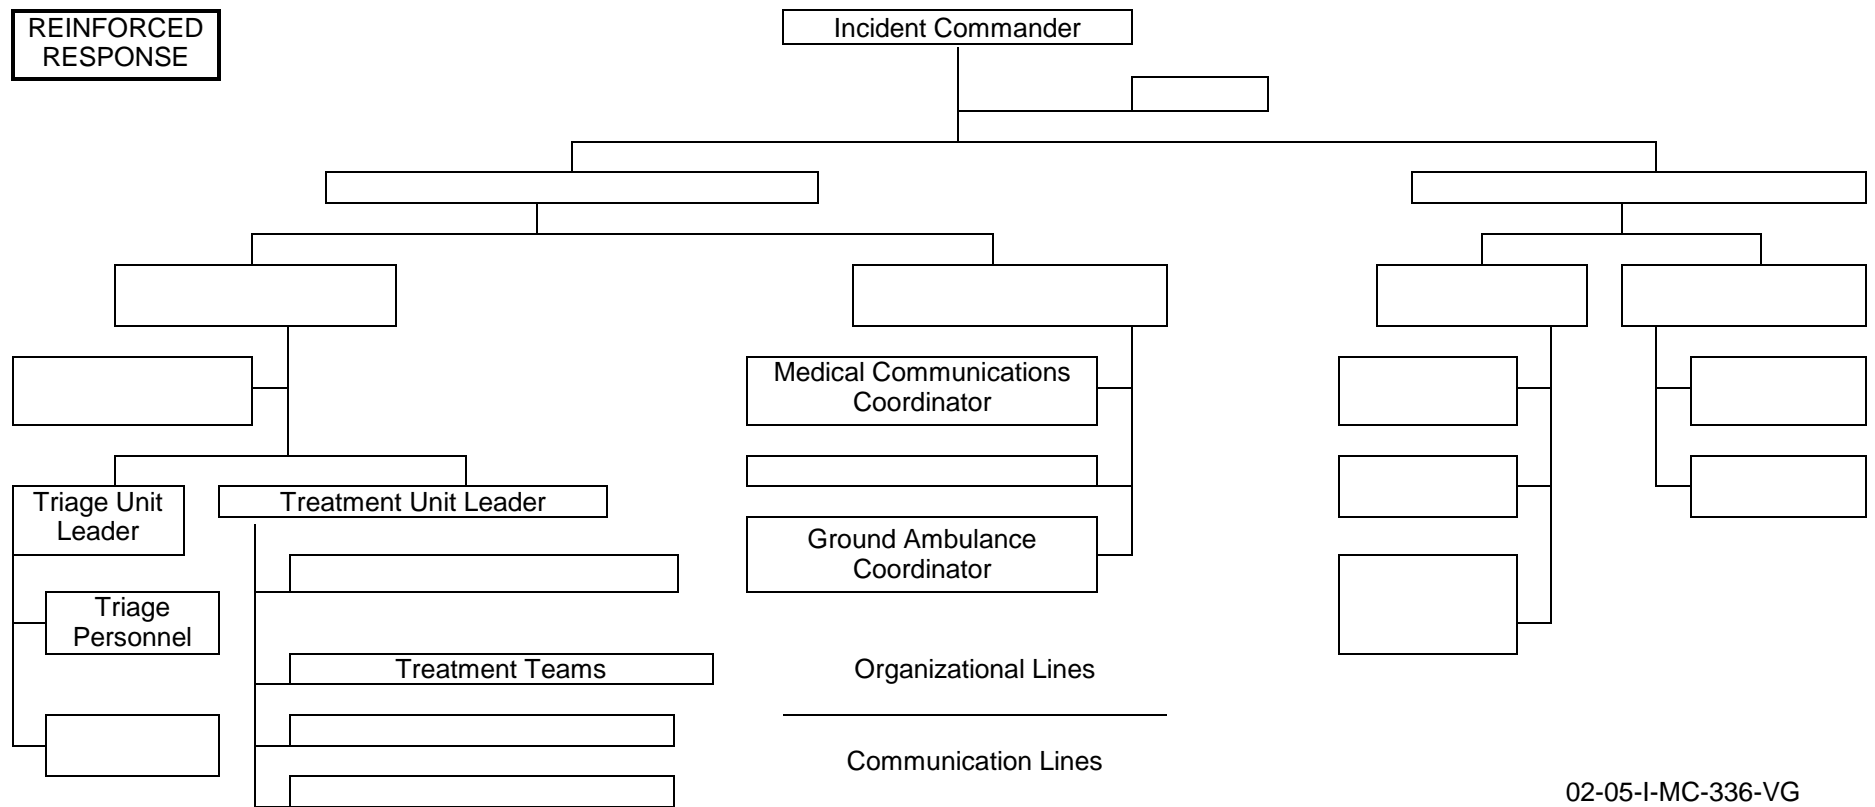 REINFORCED
RESPONSE
Incident Commander
Medical Communications
Coordinator
Triage Unit
Leader
Treatment Unit Leader
Ground Ambulance
Coordinator
Triage
Personnel
Treatment Teams
Organizational Lines
Communication Lines
02-05-I-MC-336-VG